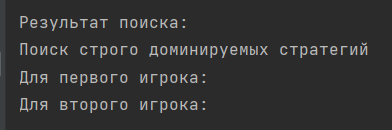 Результат поиска:
Поиск строго доминируемых стратегий
Для первого игрока:
Для второго игрока: